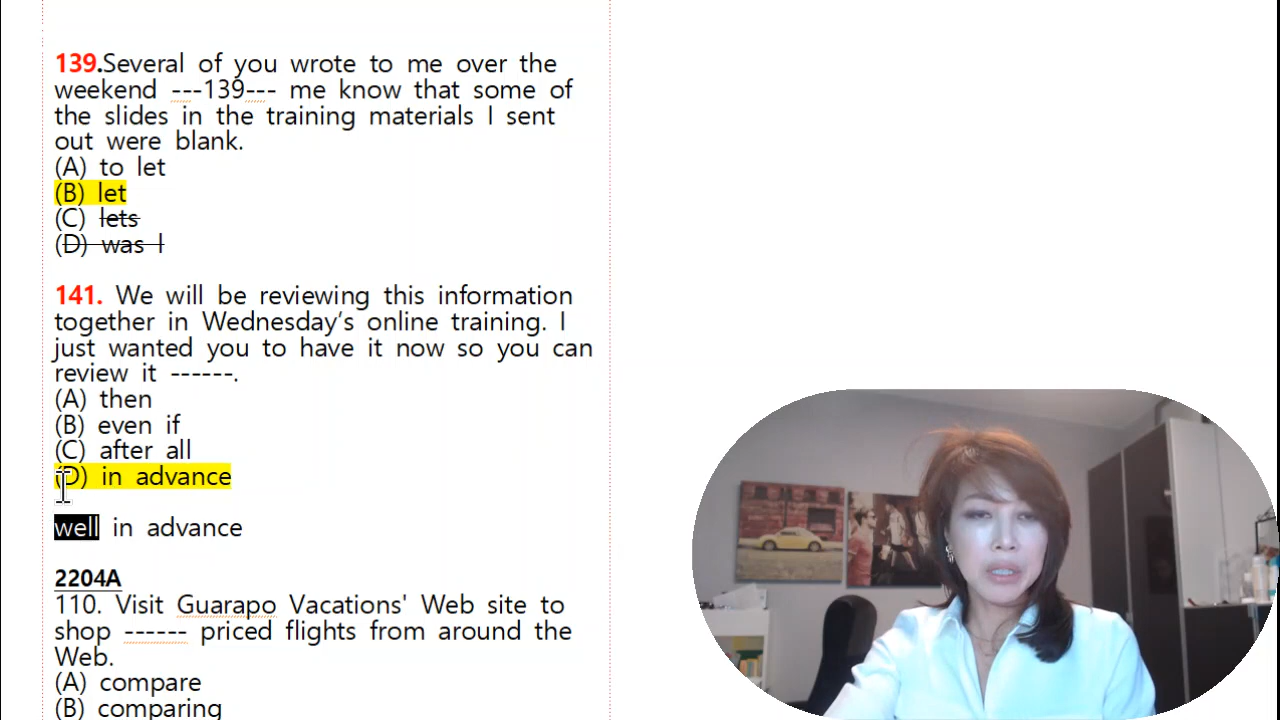 139.Several of you wrote to me over the
weekend ---139--- me know that some of
the slides in the training materials I sent
out were blank.
(A) to let
(B) let
(C) lets
(D) was l
141. We will be reviewing this information
together in Wednesday's online training. I
just wanted you to have it now so you can
review it ------.
(A) then
(B) even if
(C) after all
(D) in advance
well in advance
2204A
110. Visit Guarapo Vacations' Web site to
shop ------ priced flights from around the
Web.
(A) compare
(B) comparing